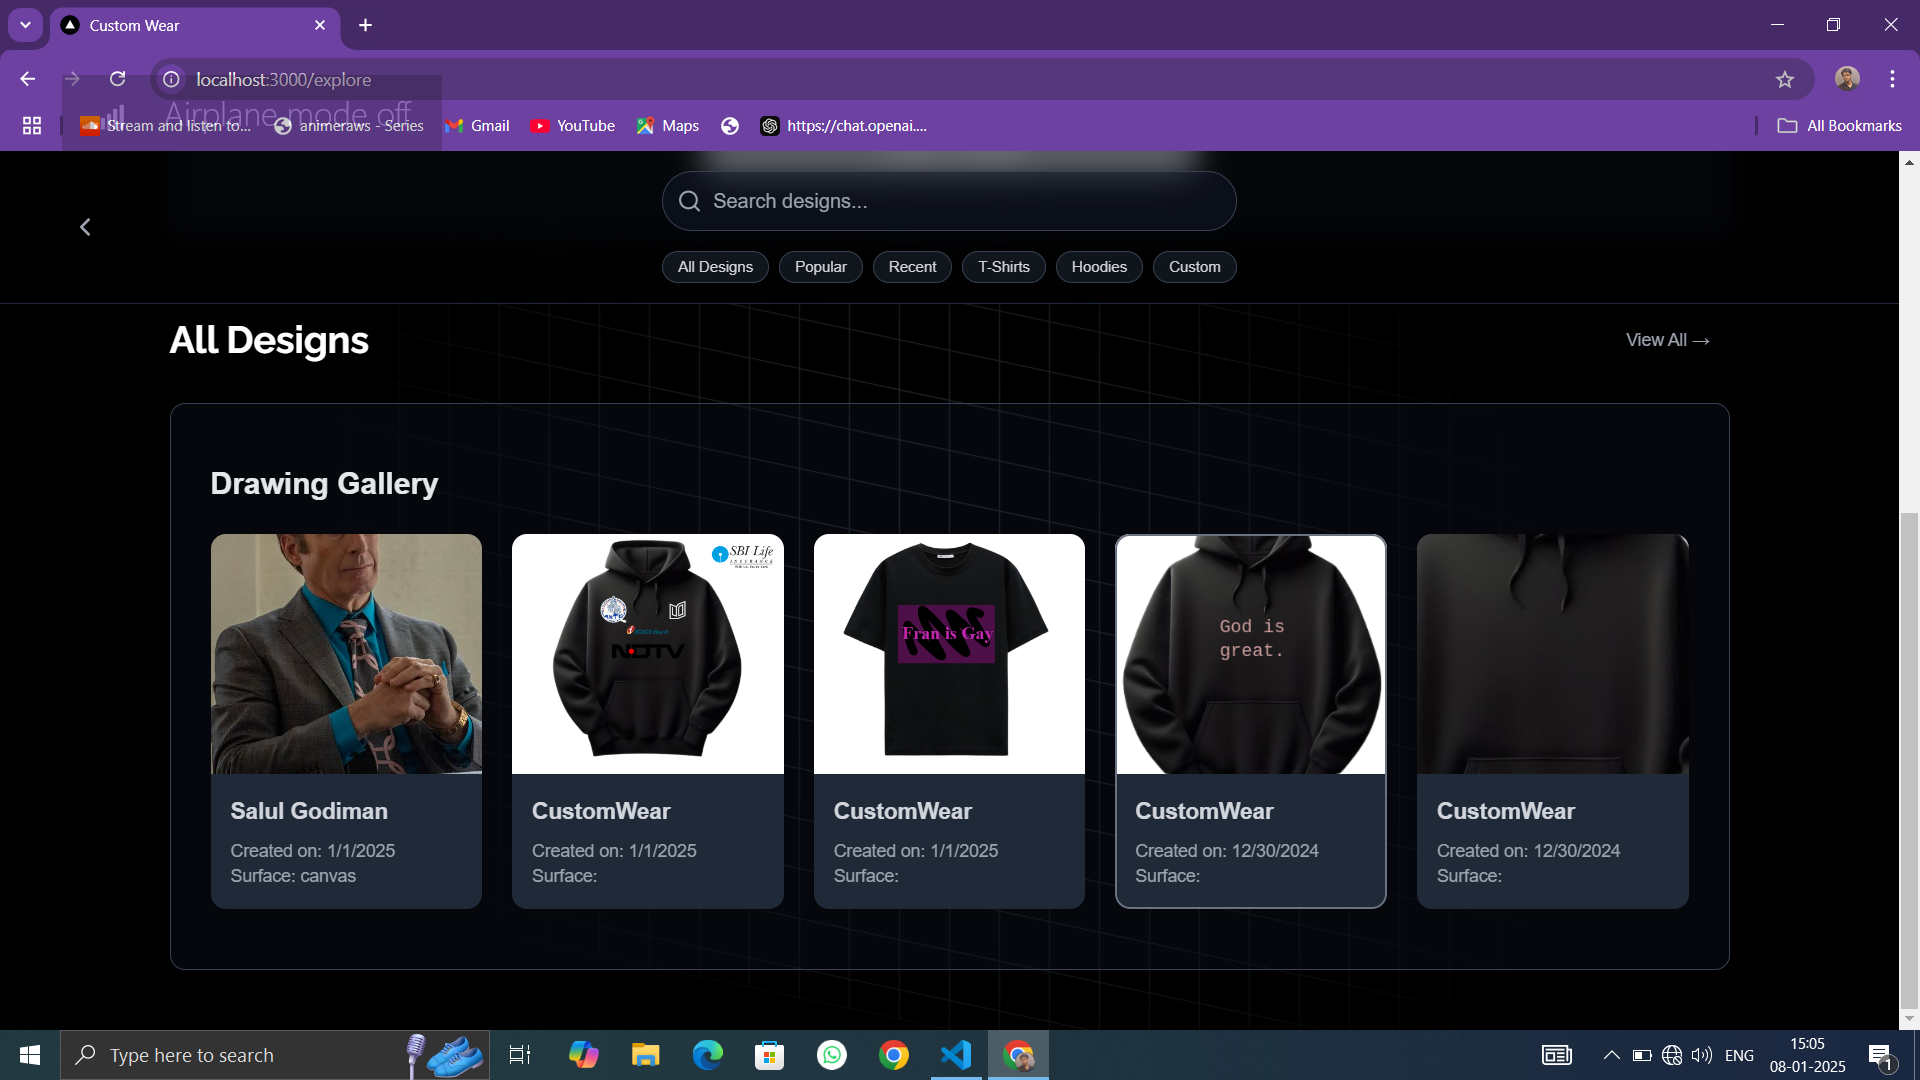 Custom Wear
localhost:3000/explore
Airplane mode off
Stream and listen to...
animeraws - Series
Gmail
YouTube
Maps
https://chat.openai....
All Bookmarks
Search designs...
All Designs
Popular
Recent
T-Shirts
Hoodies
Custom
All Designs
View All →
Drawing Gallery
SBI Life
INSURANCE
ICICI Bank
NDTV
Fran is Gay
God is
great.
Salul Godiman
Created on: 1/1/2025
Surface: canvas
CustomWear
Created on: 1/1/2025
Surface:
CustomWear
Created on: 1/1/2025
Surface:
CustomWear
Created on: 12/30/2024
Surface:
CustomWear
Created on: 12/30/2024
Surface:
Type here to search
ENG
15:05
08-01-2025
1